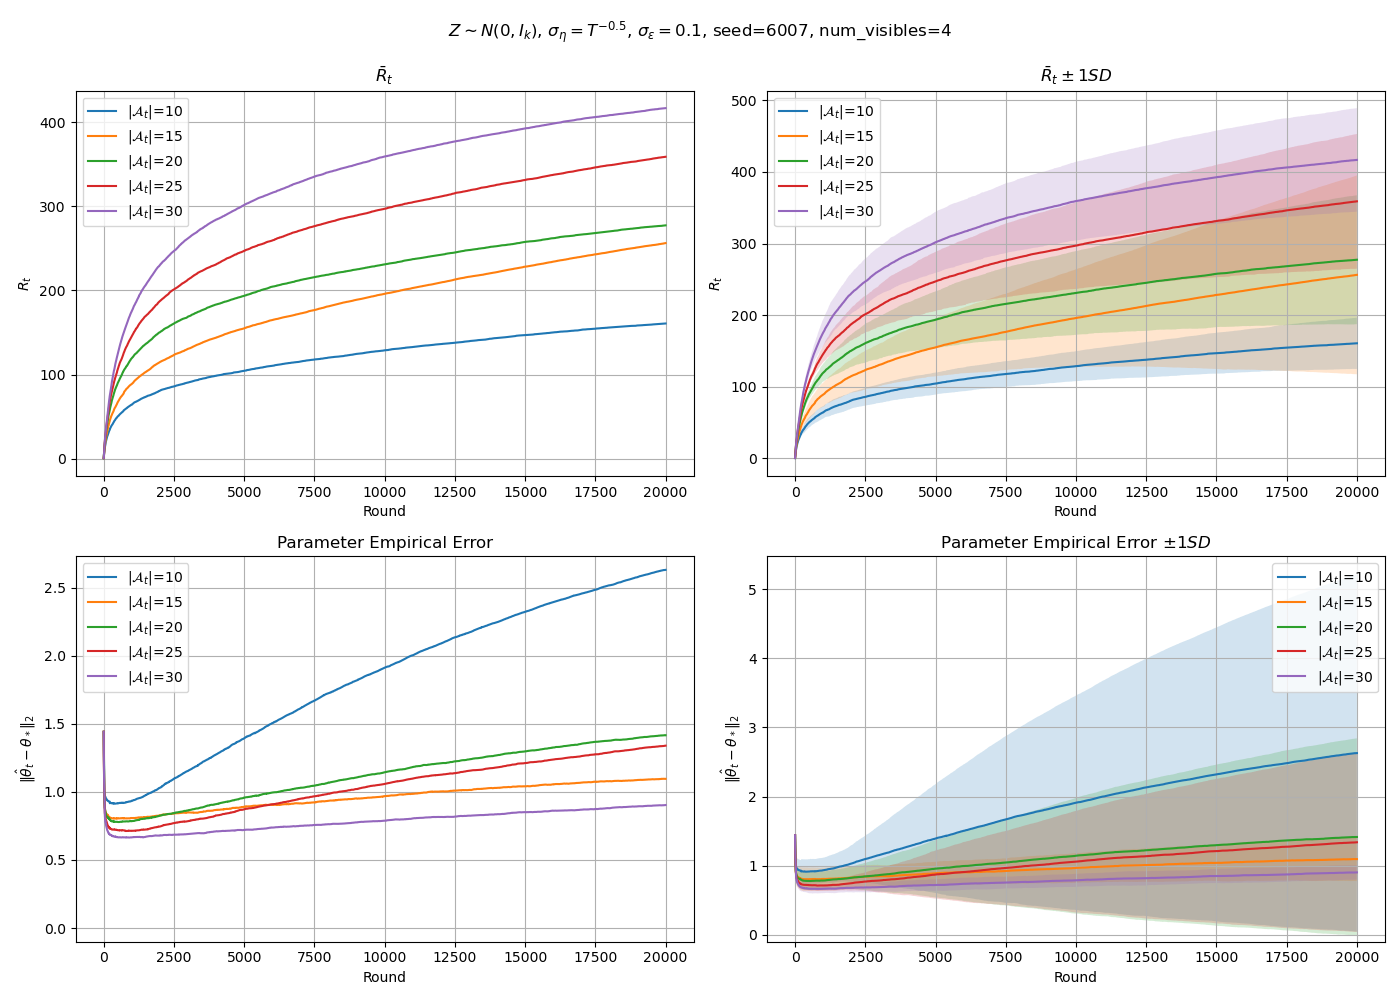 Z ∼ N(0, I_k), σ_η = T^{−0.5}, σ_ε = 0.1, seed=6007, num_visibles=4
R̄_t
|𝒜_t|=10
|𝒜_t|=15
|𝒜_t|=20
|𝒜_t|=25
|𝒜_t|=30
400
300
200
100
0
R_t
0 2500 5000 7500 10000 12500 15000 17500 20000
Round
R̄_t ± 1SD
|𝒜_t|=10
|𝒜_t|=15
|𝒜_t|=20
|𝒜_t|=25
|𝒜_t|=30
500
400
300
200
100
0
R_t
0 2500 5000 7500 10000 12500 15000 17500 20000
Round
Parameter Empirical Error
|𝒜_t|=10
|𝒜_t|=15
|𝒜_t|=20
|𝒜_t|=25
|𝒜_t|=30
2.5
2.0
1.5
1.0
0.5
0.0
‖θ̂_t − θ_*‖_2
0 2500 5000 7500 10000 12500 15000 17500 20000
Round
Parameter Empirical Error ±1SD
|𝒜_t|=10
|𝒜_t|=15
|𝒜_t|=20
|𝒜_t|=25
|𝒜_t|=30
5
4
3
2
1
0
‖θ̂_t − θ_*‖_2
0 2500 5000 7500 10000 12500 15000 17500 20000
Round